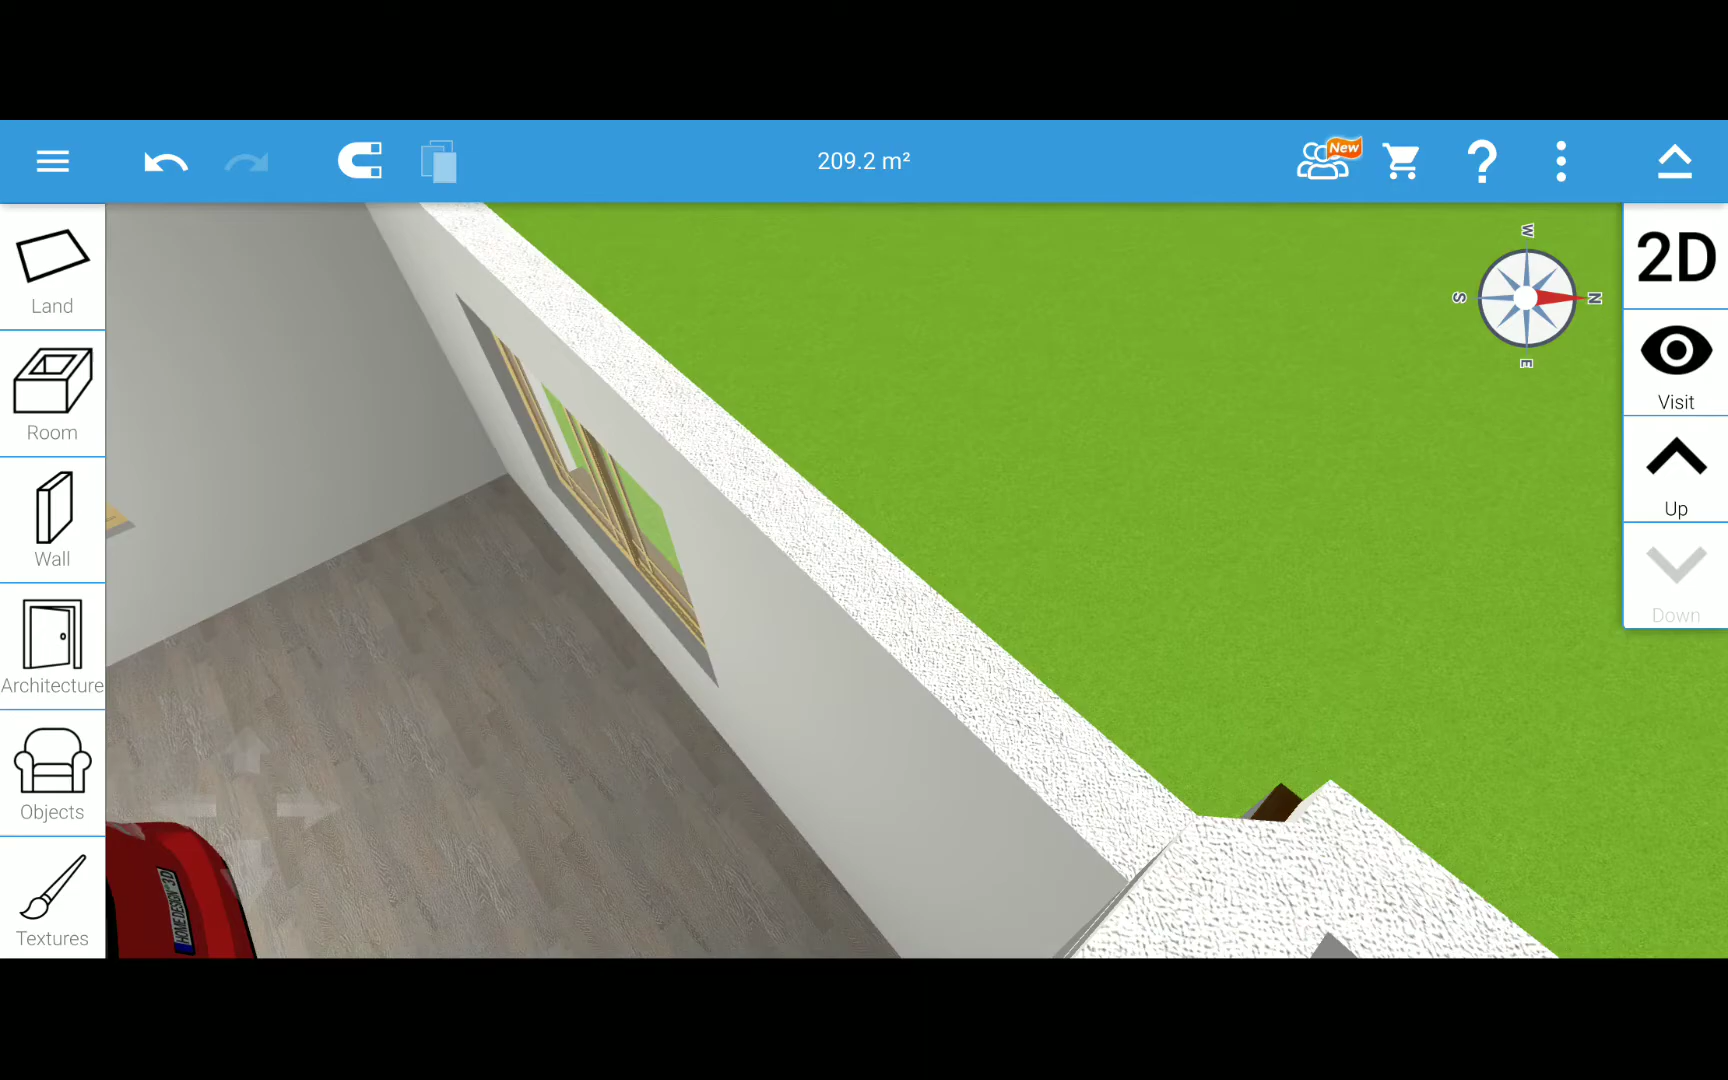 209.2 m²
New
Land
Room
Wall
Architecture
Objects
Textures
W
S
N
E
2D
Visit
Up
Down
HOME DESIGN 3D